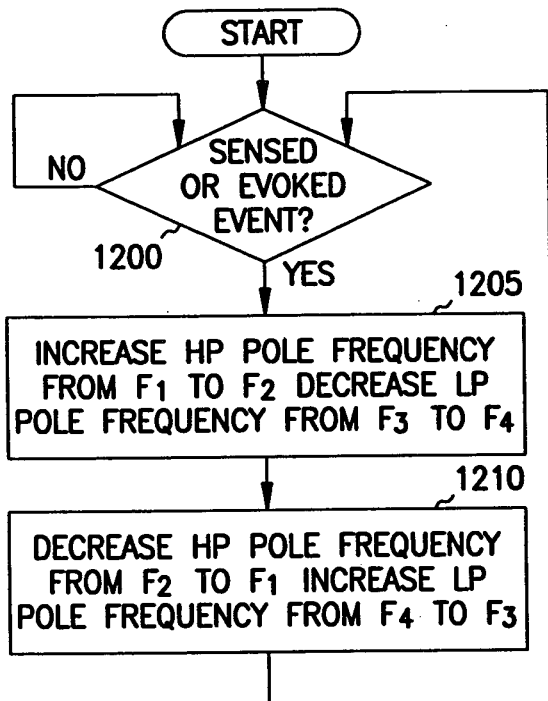 START
SENSED
OR EVOKED
EVENT?
NO
1200
YES
1205
INCREASE HP POLE FREQUENCY
FROM F1 TO F2 DECREASE LP
POLE FREQUENCY FROM F3 TO F4
1210
DECREASE HP POLE FREQUENCY
FROM F2 TO F1 INCREASE LP
POLE FREQUENCY FROM F4 TO F3